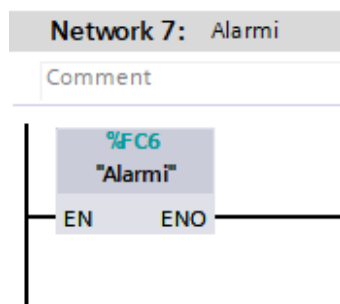 Network 7: Alarmi
Comment
%FC6
"Alarmi"
EN ENO